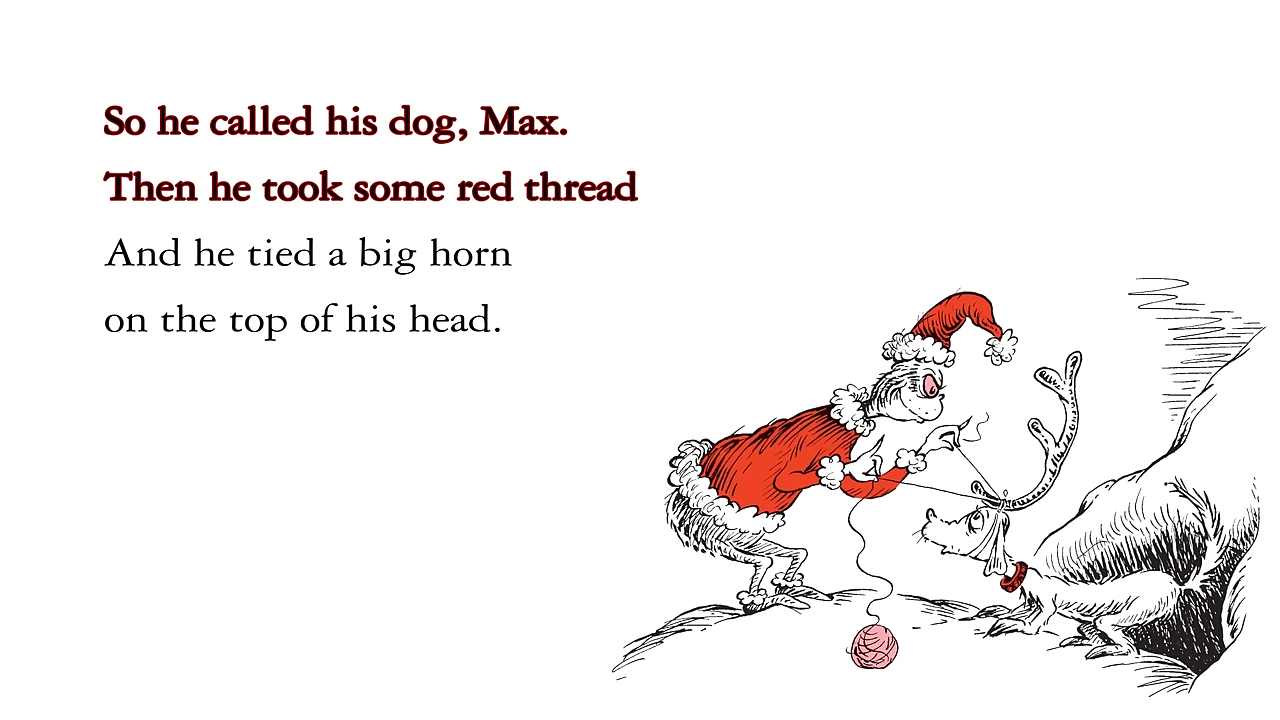 So he called his dog, Max.
Then he took some red thread
And he tied a big horn
on the top of his head.